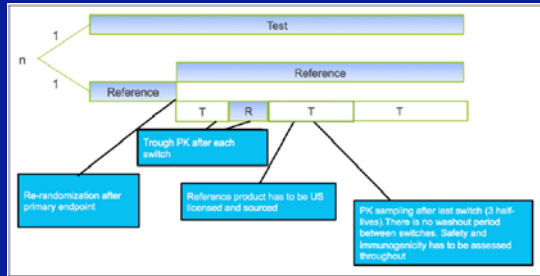 1
Test
n
Reference
1
Reference
T R T T
Trough PK after each
switch
Re-randomization after
primary endpoint
Reference product has to be US
licensed and sourced
PK sampling after last switch (3 half-
lives).There is no washout period
between switches. Safety and
immunogenicity has to be assessed
throughout